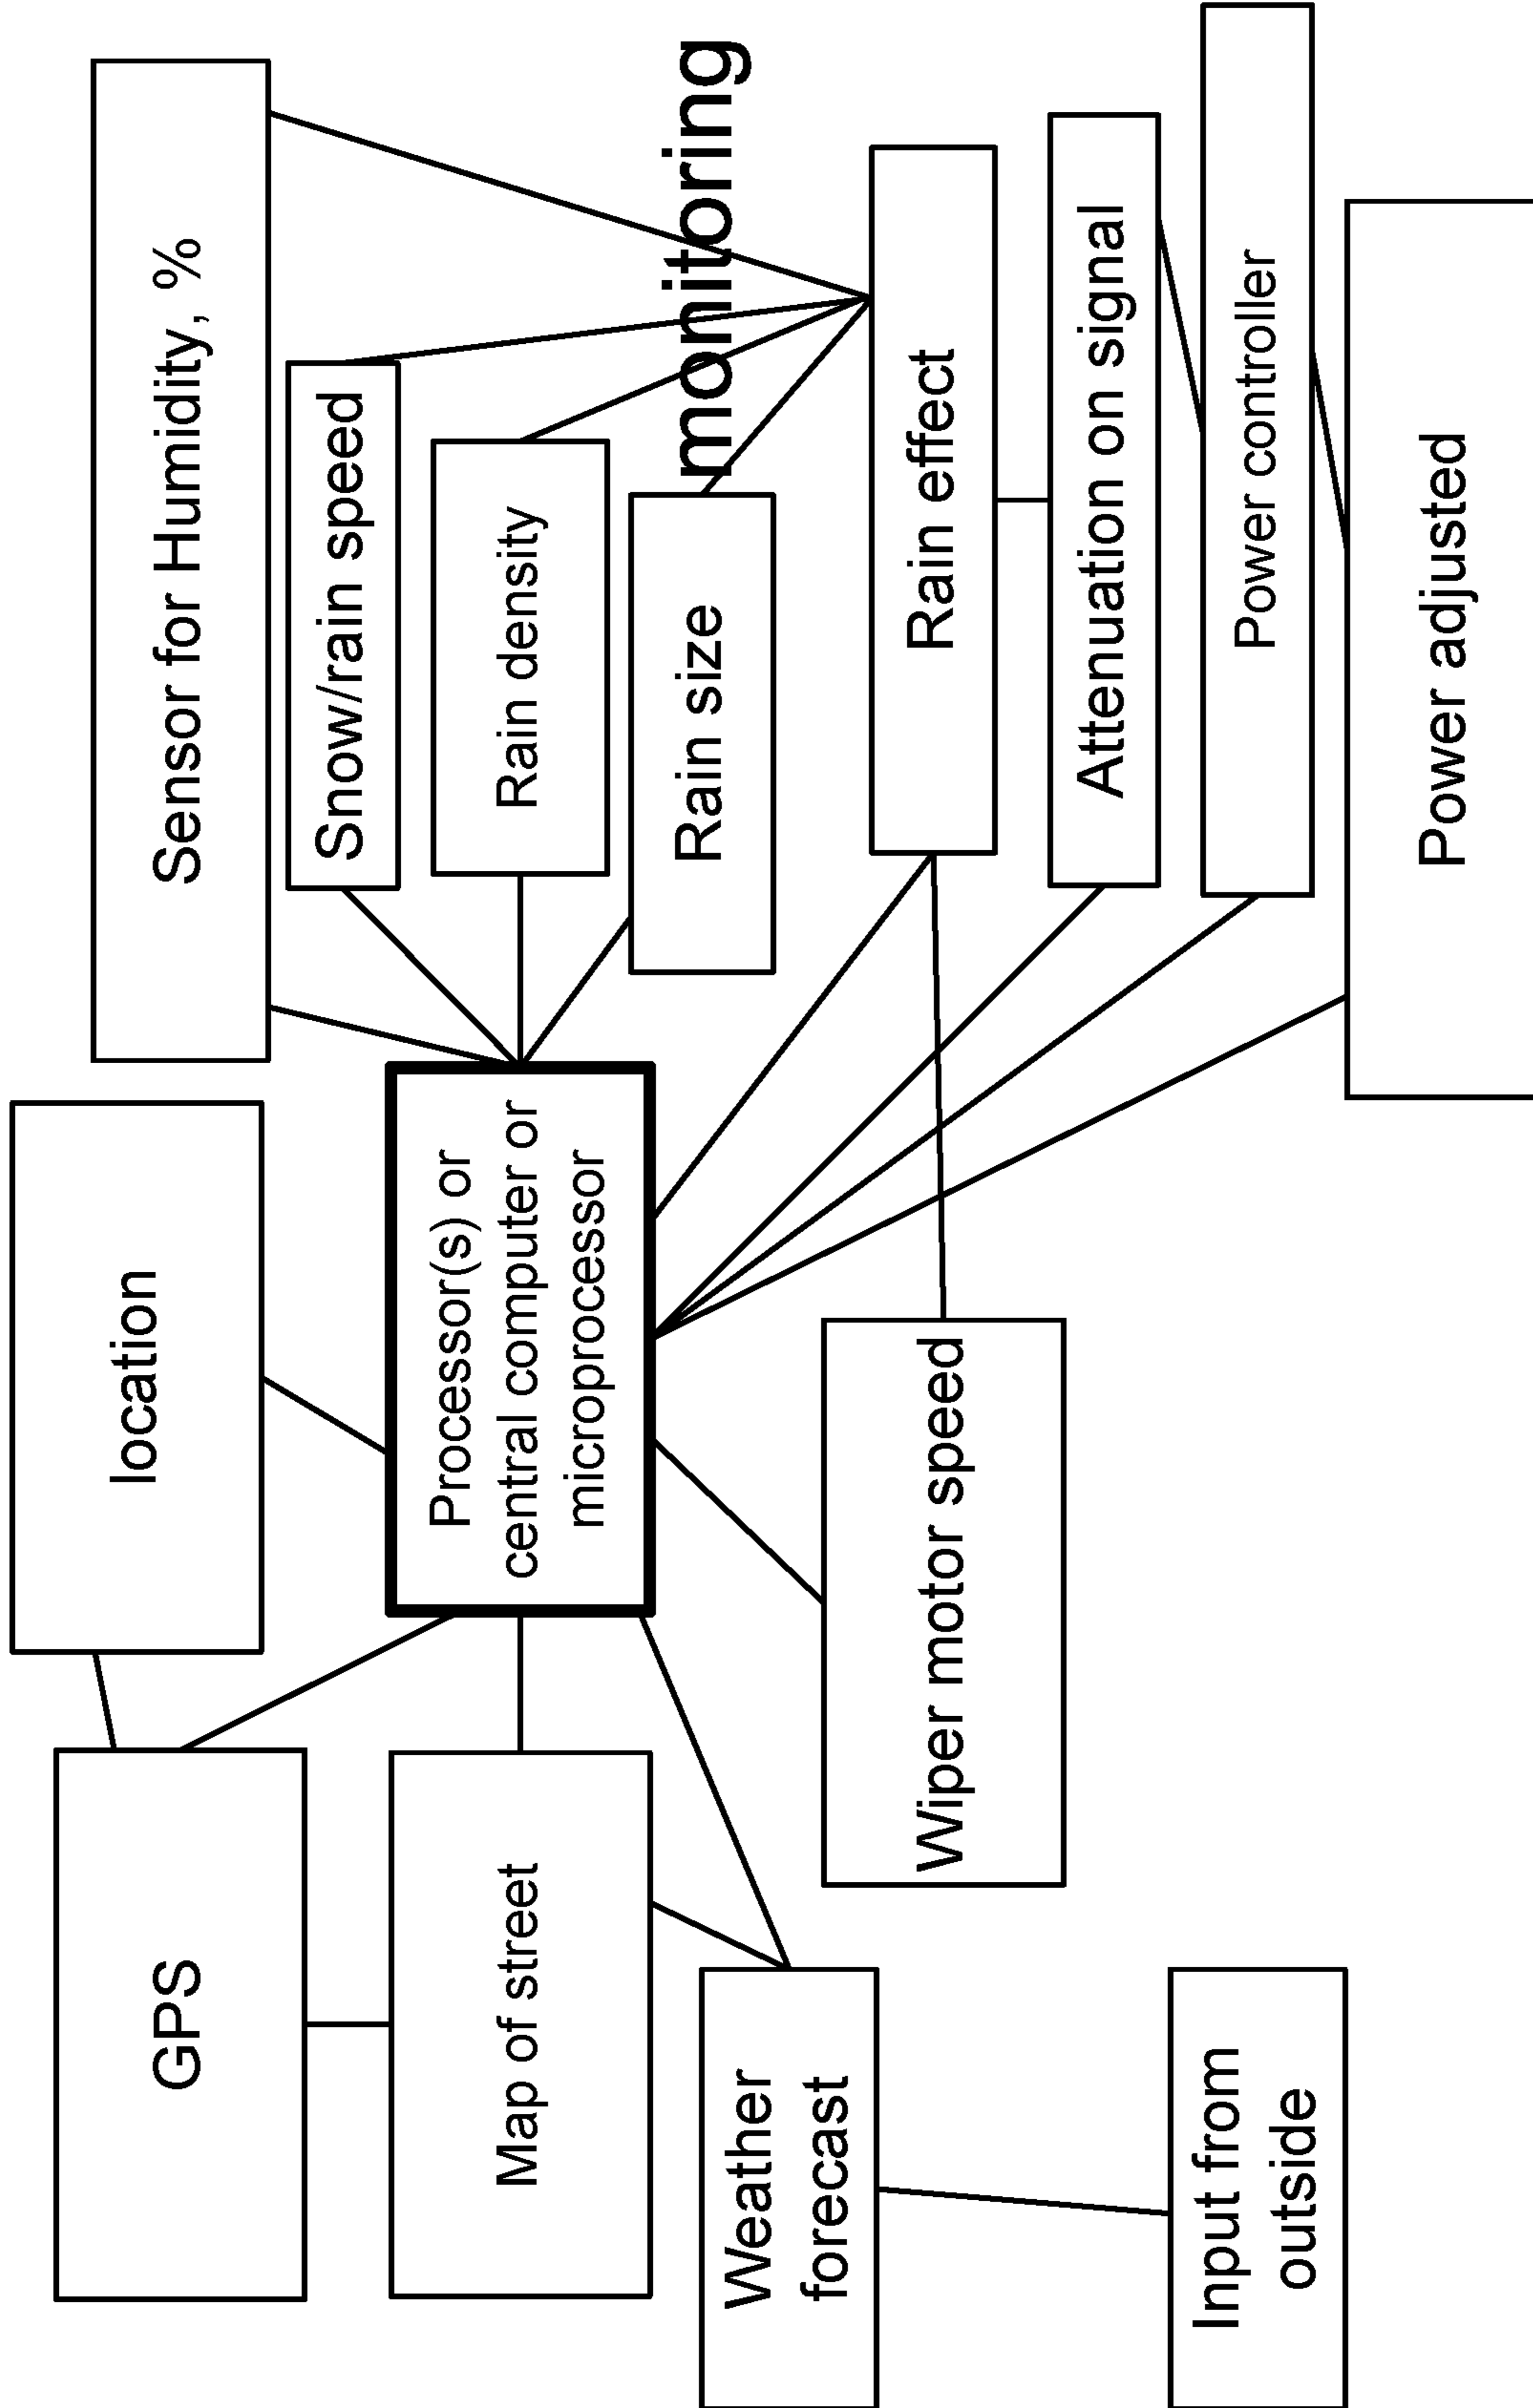 GPS
location
Sensor for Humidity, %
Snow/rain speed
Map of street
Processor(s) or
central computer or
microprocessor
Rain density
Rain size
monitoring
Weather
forecast
Wiper motor speed
Rain effect
Attenuation on signal
Input from
outside
Power controller
Power adjusted